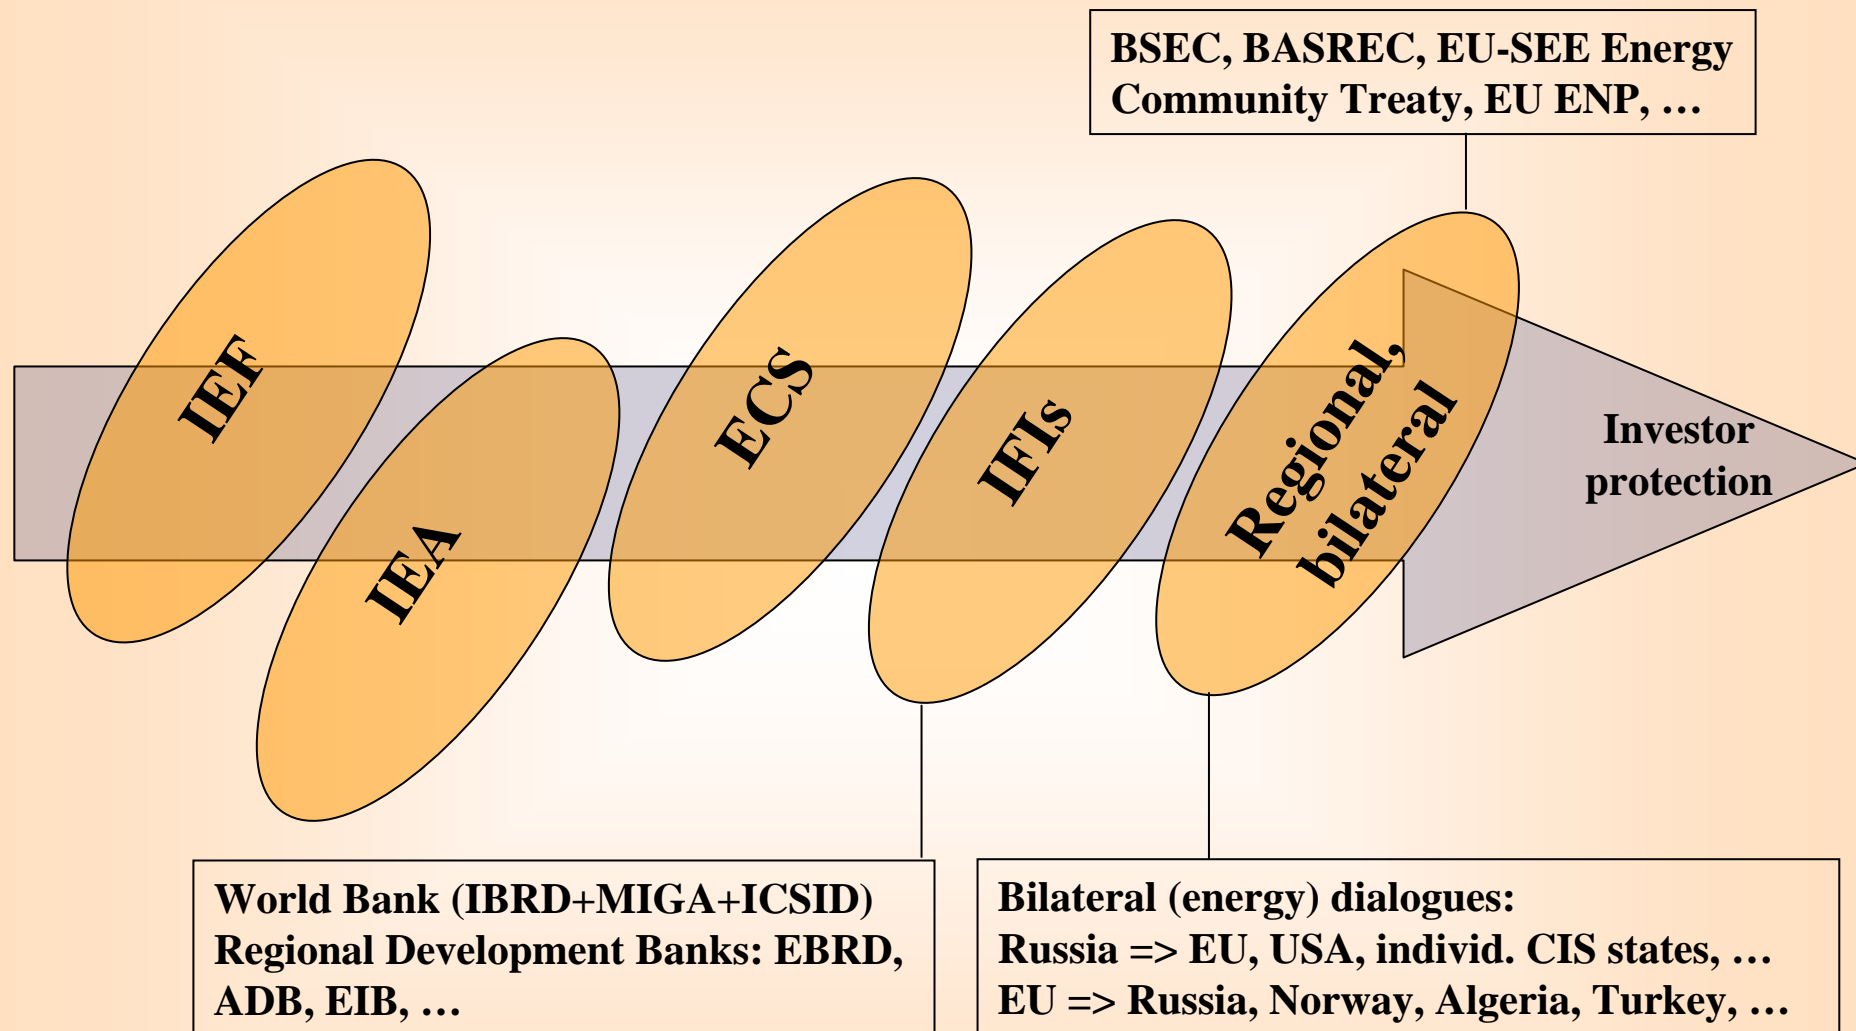 BSEC, BASREC, EU-SEE Energy
Community Treaty, EU ENP, …
IEF
IEA
ECS
IFIs
Regional,
bilateral
Investor
protection
World Bank (IBRD+MIGA+ICSID)
Regional Development Banks: EBRD,
ADB, EIB, …
Bilateral (energy) dialogues:
Russia => EU, USA, individ. CIS states, …
EU => Russia, Norway, Algeria, Turkey, …